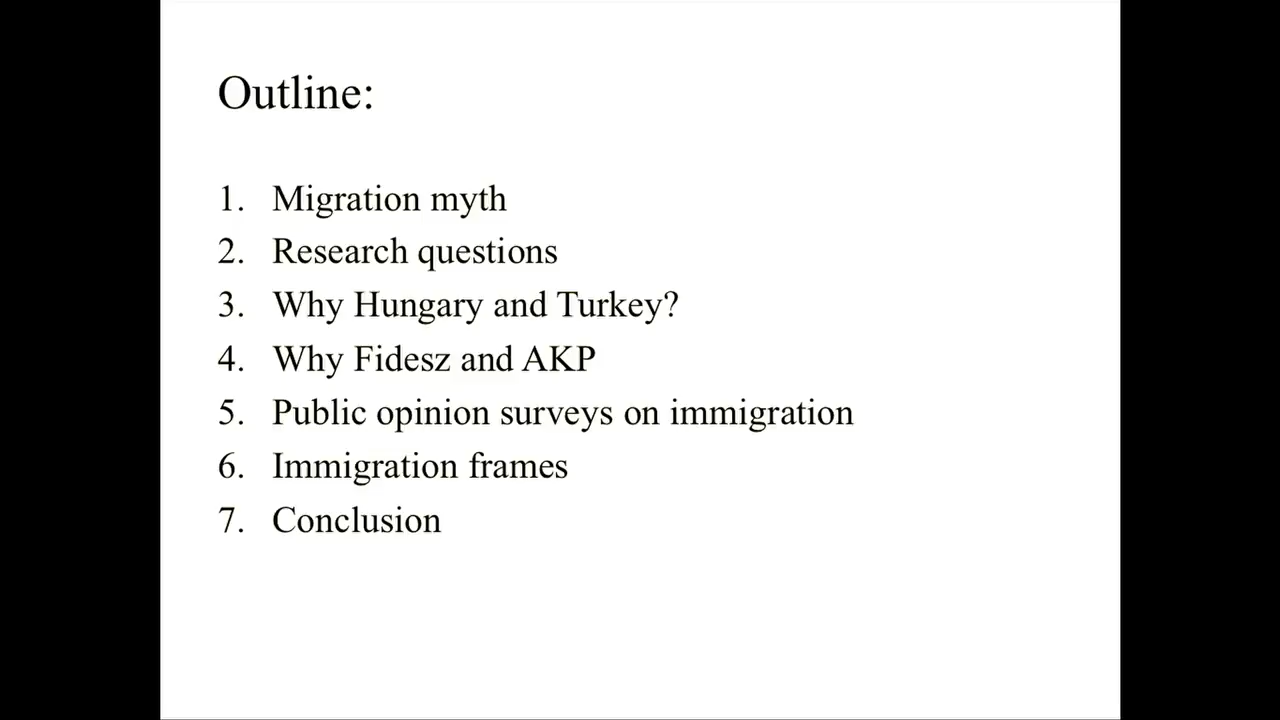 Outline:
1. Migration myth
2. Research questions
3. Why Hungary and Turkey?
4. Why Fidesz and AKP
5. Public opinion surveys on immigration
6. Immigration frames
7. Conclusion